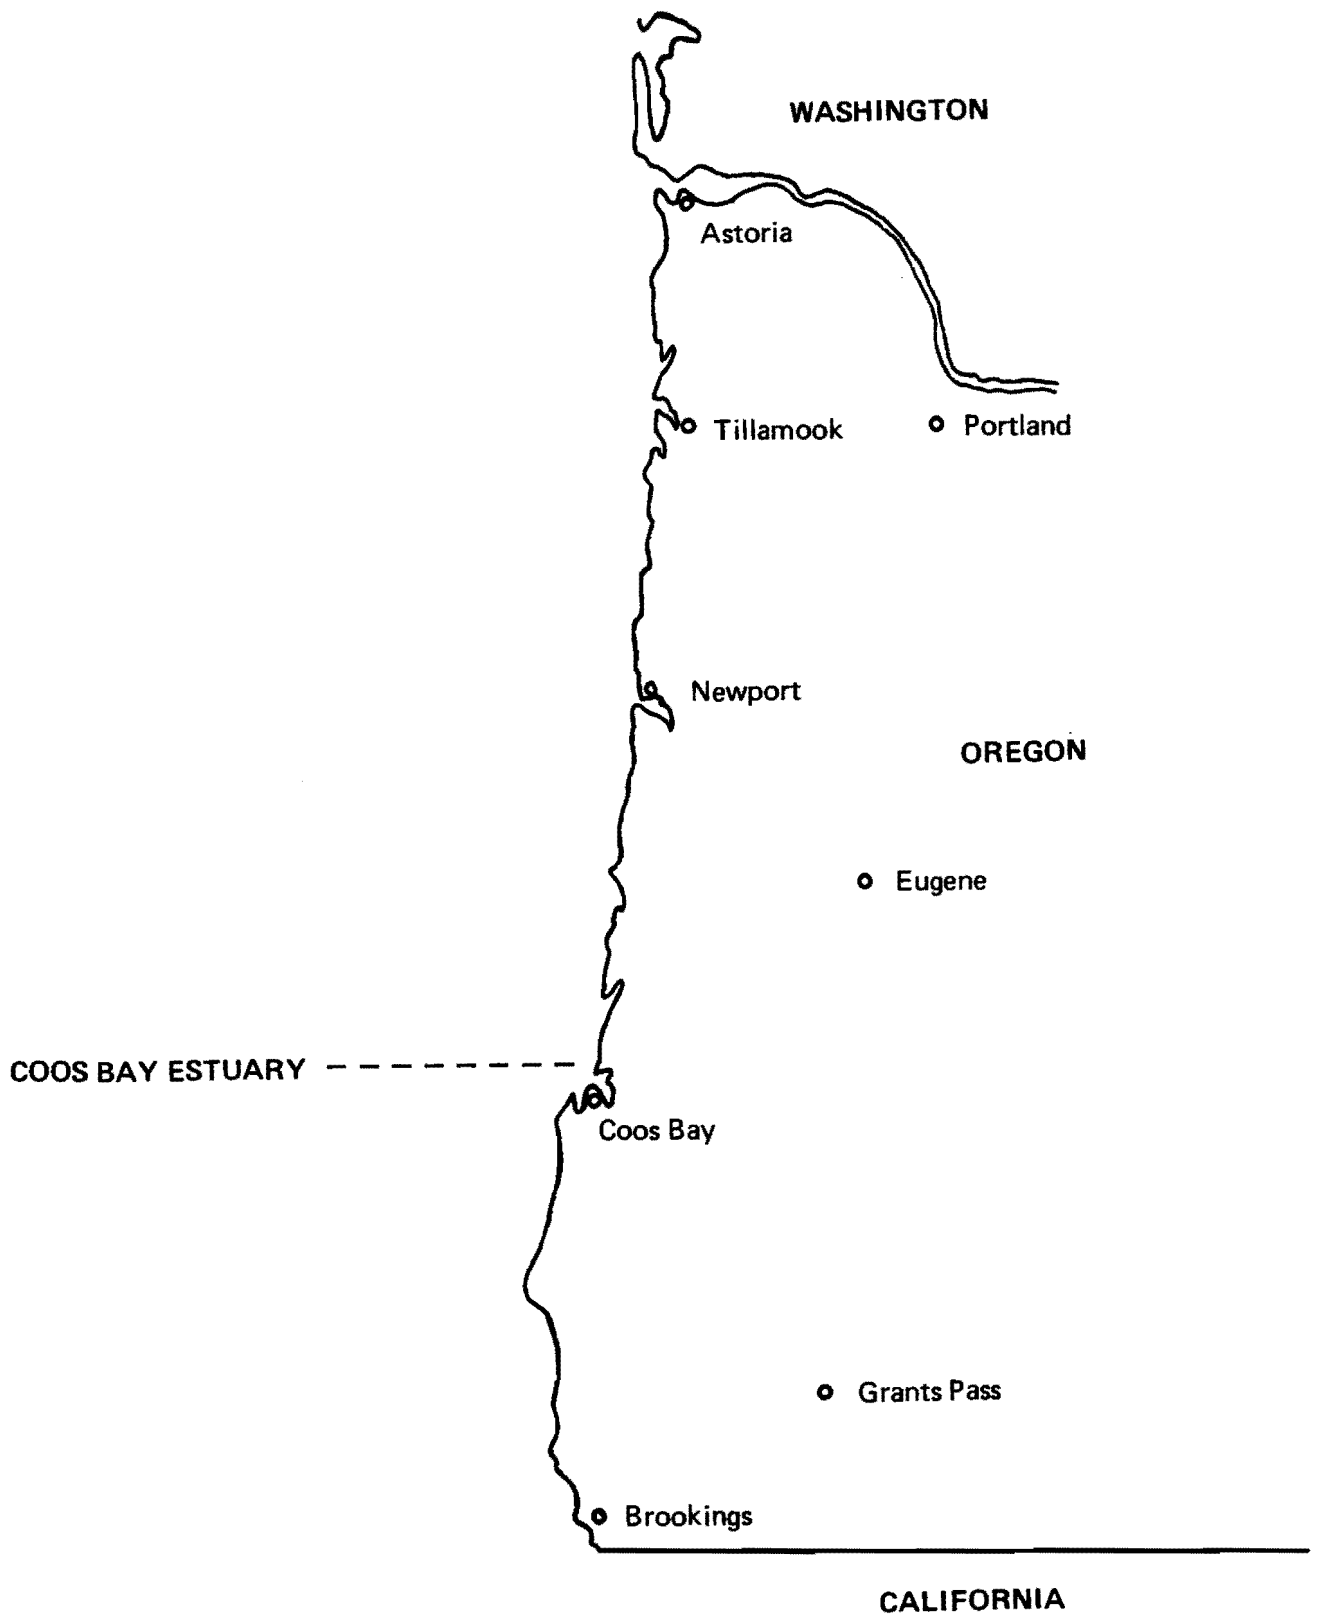 WASHINGTON
Astoria
Tillamook
Portland
Newport
OREGON
Eugene
COOS BAY ESTUARY
Coos Bay
Grants Pass
Brookings
CALIFORNIA